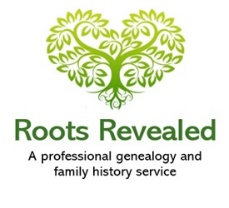 Roots Revealed
A professional genealogy and
family history service